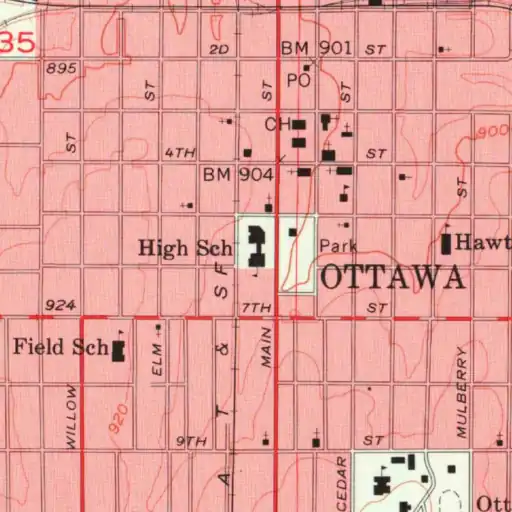 35
2D
BM 901
ST
895
PO
ST
ST
ST
CH
900
ST
4TH
ST
BM 904
ST
High Sch
Park
Hawt
OTTAWA
S F
924
7TH
ST
Field Sch
ELM
A T &
MAIN
WILLOW
920
MULBERRY
9TH
ST
CEDAR
Ott